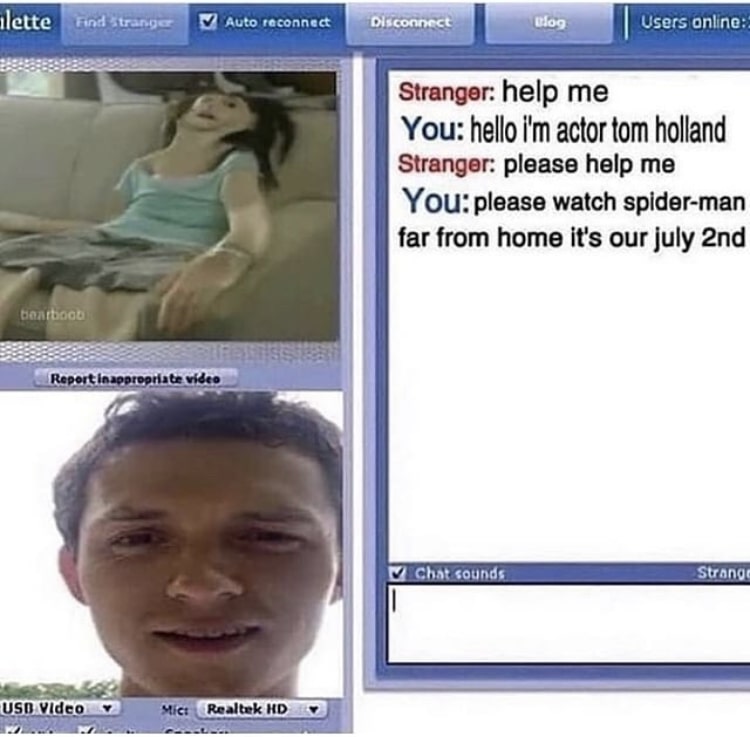 ulette Find Stranger Auto reconnect Disconnect Blog Users online:
Stranger: help me
You: hello i'm actor tom holland
Stranger: please help me
You: please watch spider-man
far from home it's our july 2nd
bearboob
Report inappropriate video
Chat sounds
USB Video Mic: Realtek HD